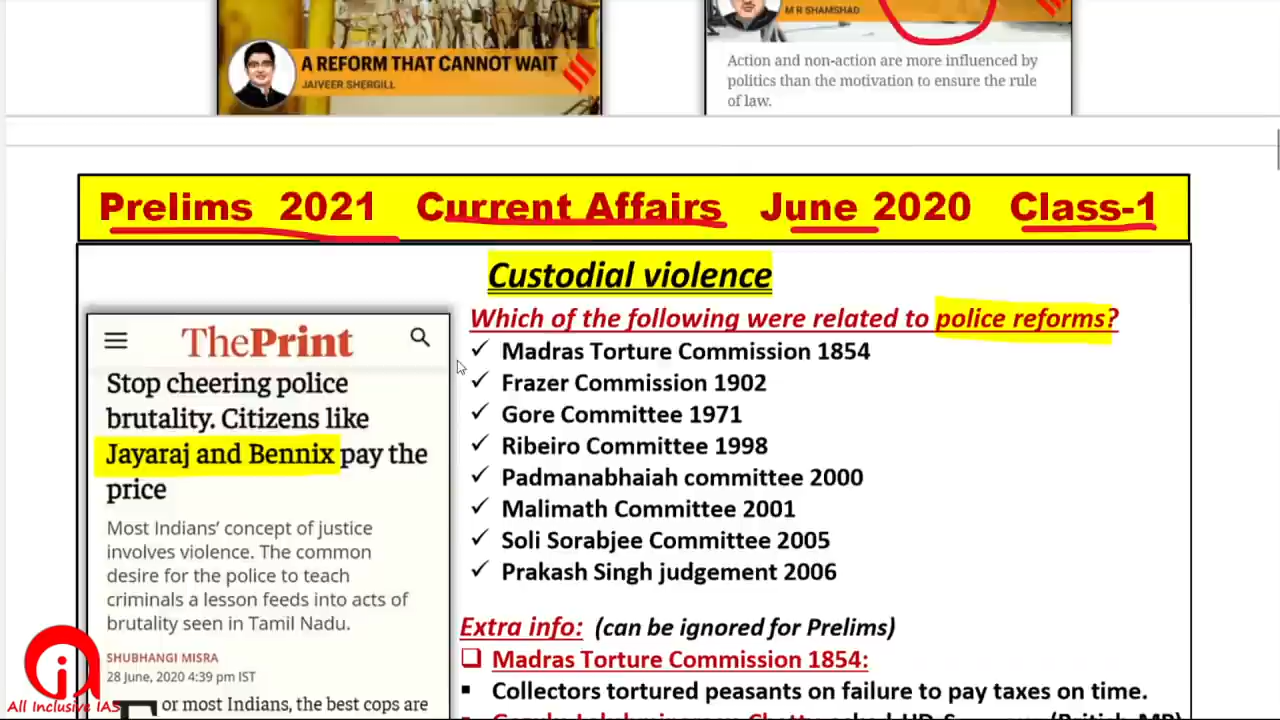 A REFORM THAT CANNOT WAIT
JAIVEER SHERGILL
M R SHAMSHAD
Action and non-action are more influenced by
politics than the motivation to ensure the rule
of law.
Prelims 2021 Current Affairs June 2020 Class-1
Custodial violence
ThePrint
Stop cheering police
brutality. Citizens like
Jayaraj and Bennix pay the
price
Most Indians' concept of justice
involves violence. The common
desire for the police to teach
criminals a lesson feeds into acts of
brutality seen in Tamil Nadu.
SHUBHANGI MISRA
28 June, 2020 4:39 pm IST
or most Indians, the best cops are
Which of the following were related to police reforms?
✓ Madras Torture Commission 1854
✓ Frazer Commission 1902
✓ Gore Committee 1971
✓ Ribeiro Committee 1998
✓ Padmanabhaiah committee 2000
✓ Malimath Committee 2001
✓ Soli Sorabjee Committee 2005
✓ Prakash Singh judgement 2006
Extra info: (can be ignored for Prelims)
❑ Madras Torture Commission 1854:
▪ Collectors tortured peasants on failure to pay taxes on time.
All Inclusive IAS